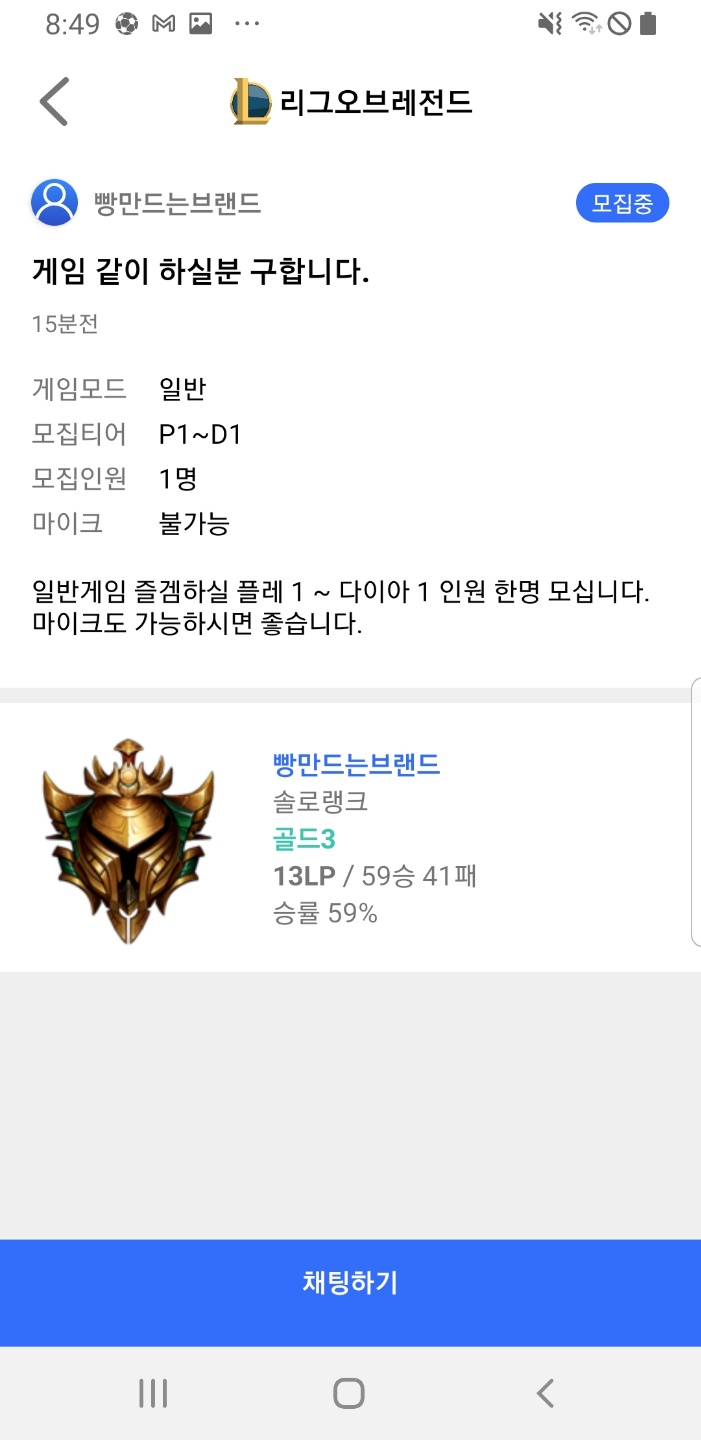 8:49
리그오브레전드
빵만드는브랜드
모집중
게임 같이 하실분 구합니다.
15분전
게임모드 일반
모집티어 P1~D1
모집인원 1명
마이크 불가능
일반게임 즐겜하실 플레 1 ~ 다이아 1 인원 한명 모십니다.
마이크도 가능하시면 좋습니다.
빵만드는브랜드
솔로랭크
골드3
13LP / 59승 41패
승률 59%
채팅하기